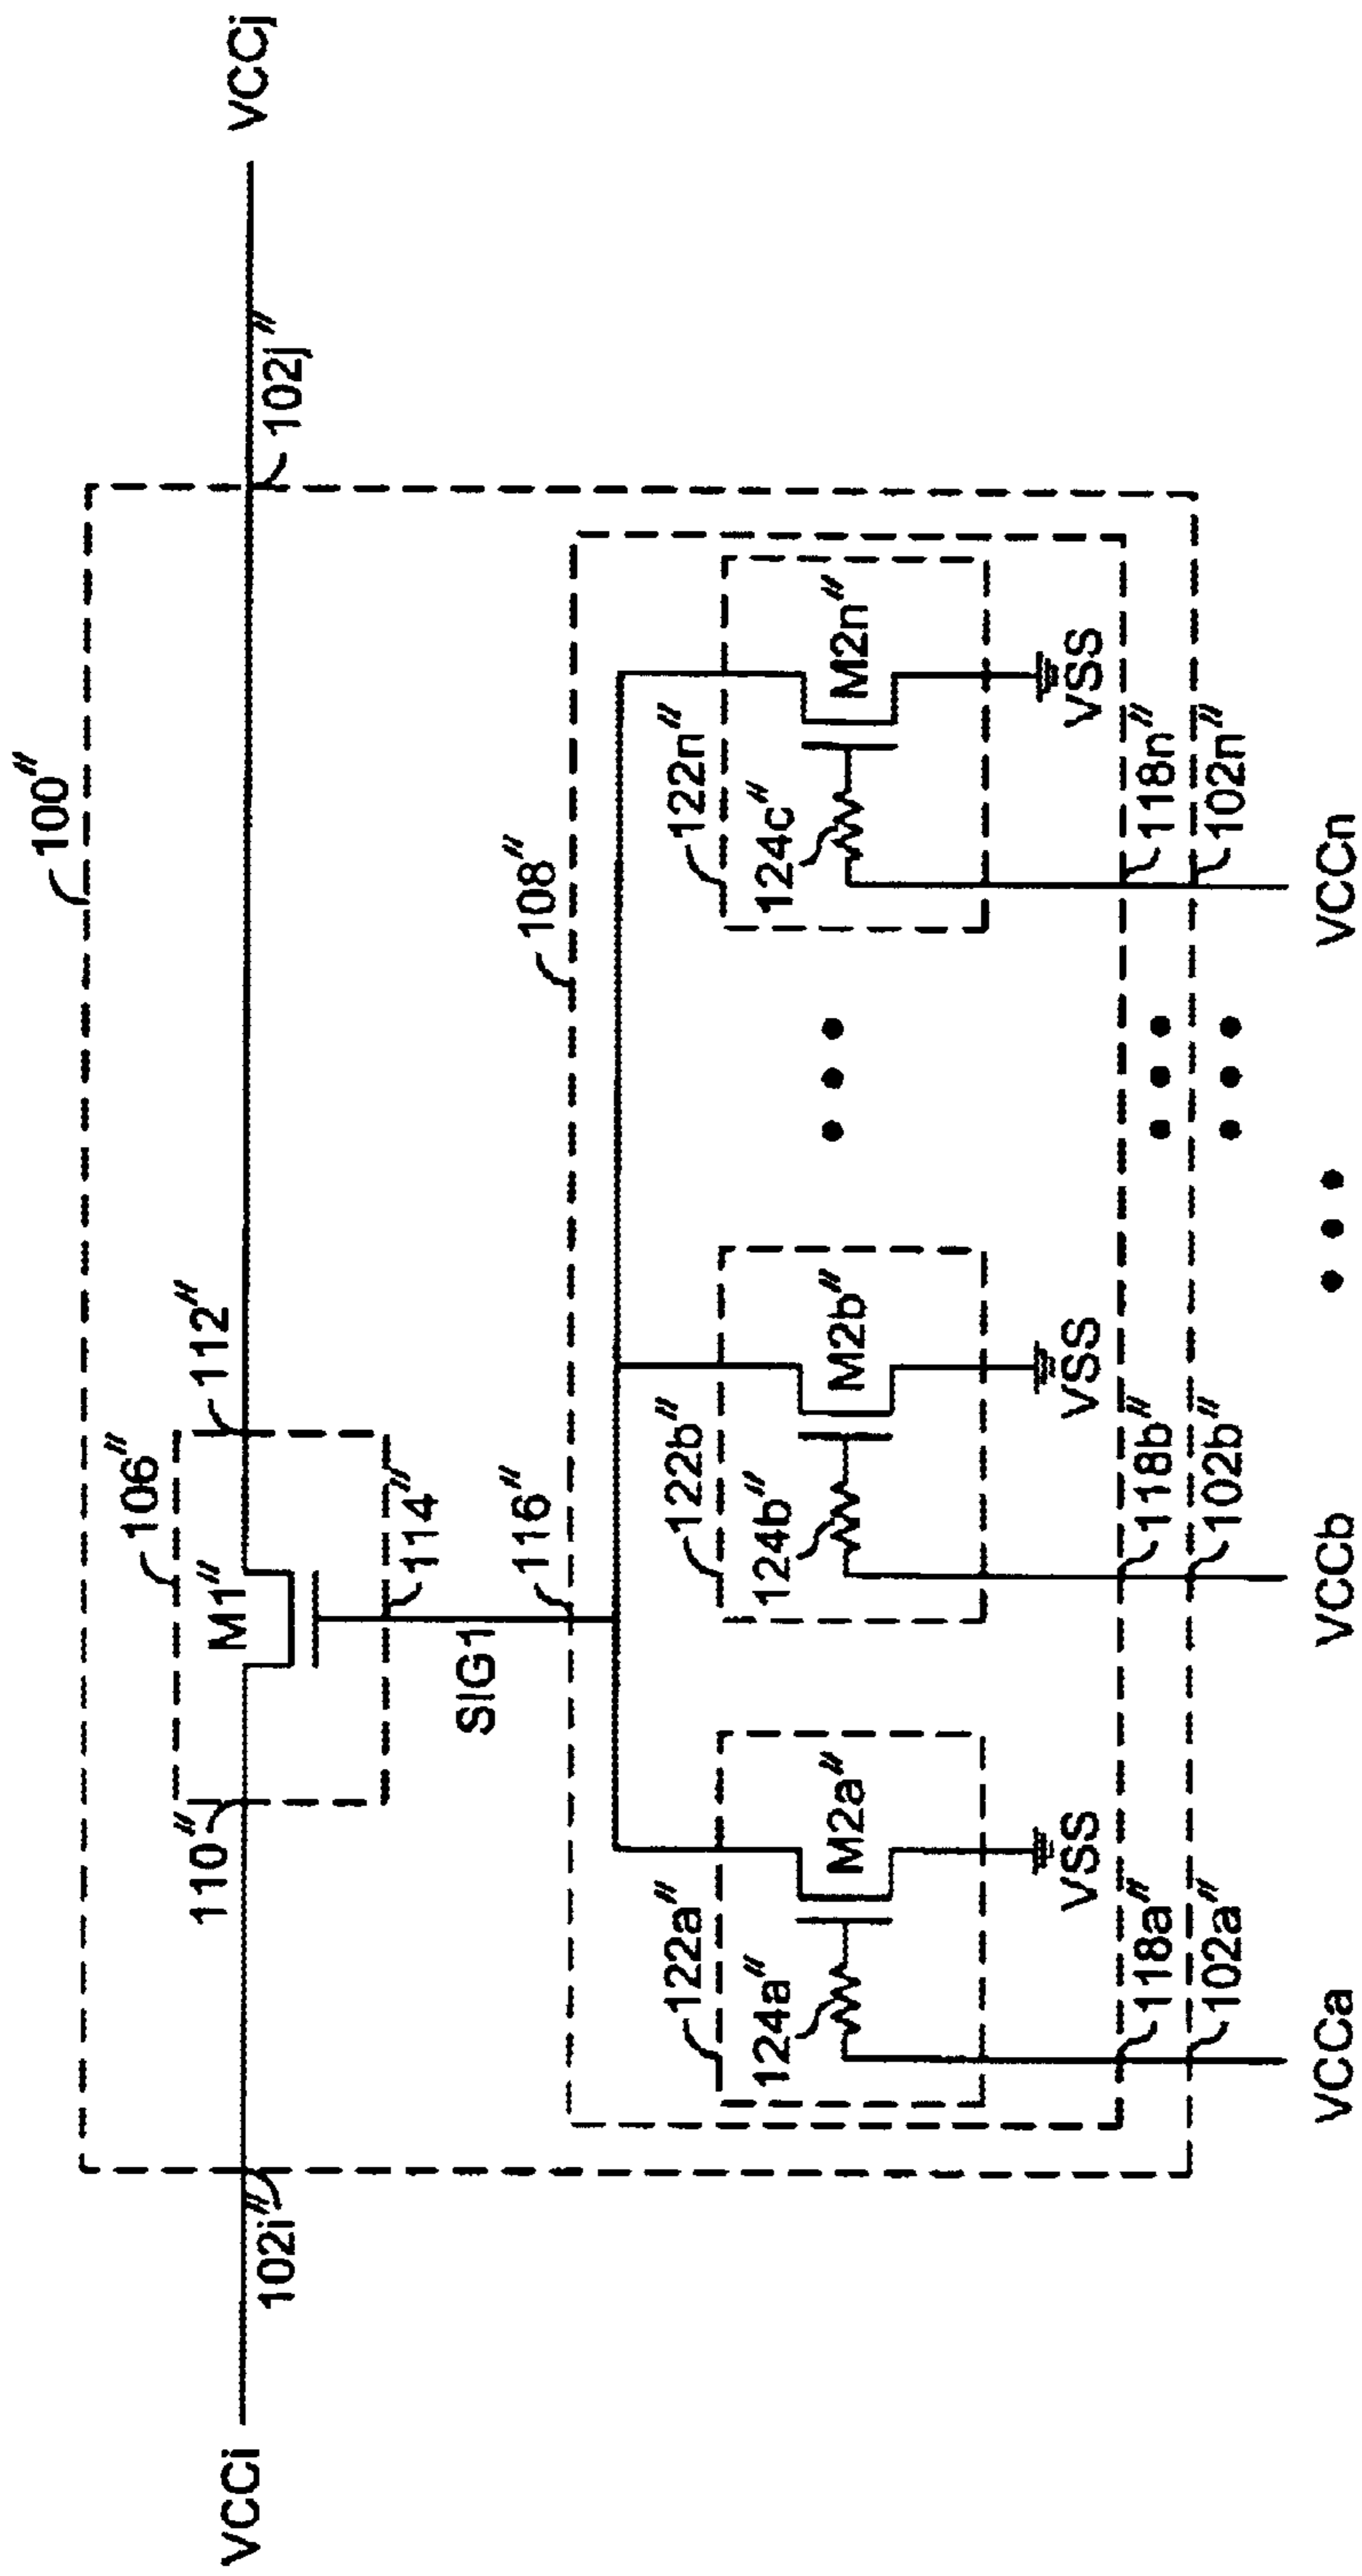 100″
106″
M1″
110″
112″
VCCi
102i″
102j″
VCCj
114″
SIG1
116″
108″
122a″
124a″
M2a″
VSS
122b″
124b″
M2b″
VSS
122n″
124c″
M2n″
VSS
118a″
118b″
118n″
102a″
102b″
102n″
VCCa
VCCb
VCCn